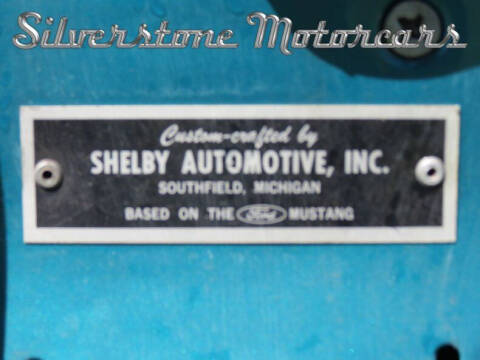 Silverstone Motorcars
Custom-crafted by
SHELBY AUTOMOTIVE, INC.
SOUTHFIELD, MICHIGAN
BASED ON THE Ford MUSTANG